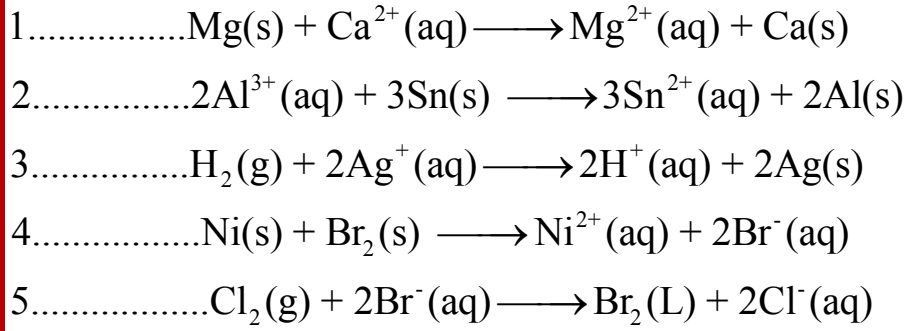 1...............Mg(s) + Ca²⁺(aq)⟶Mg²⁺(aq) + Ca(s)
2...............2Al³⁺(aq) + 3Sn(s) ⟶3Sn²⁺(aq) + 2Al(s)
3...............H₂(g) + 2Ag⁺(aq)⟶2H⁺(aq) + 2Ag(s)
4................Ni(s) + Br₂(s) ⟶Ni²⁺(aq) + 2Br⁻(aq)
5.................Cl₂(g) + 2Br⁻(aq)⟶Br₂(L) + 2Cl⁻(aq)